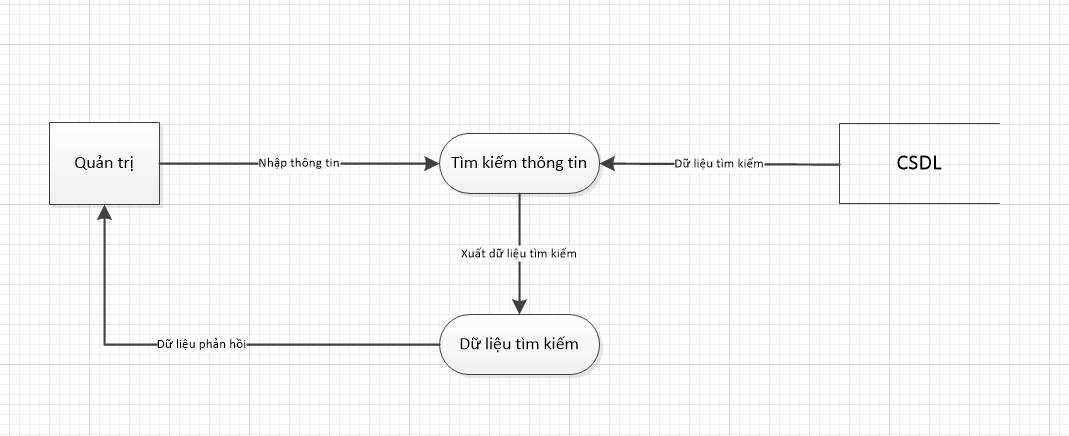 Quản trị
Nhập thông tin
Tìm kiếm thông tin
Dữ liệu tìm kiếm
CSDL
Xuất dữ liệu tìm kiếm
Dữ liệu phản hồi
Dữ liệu tìm kiếm